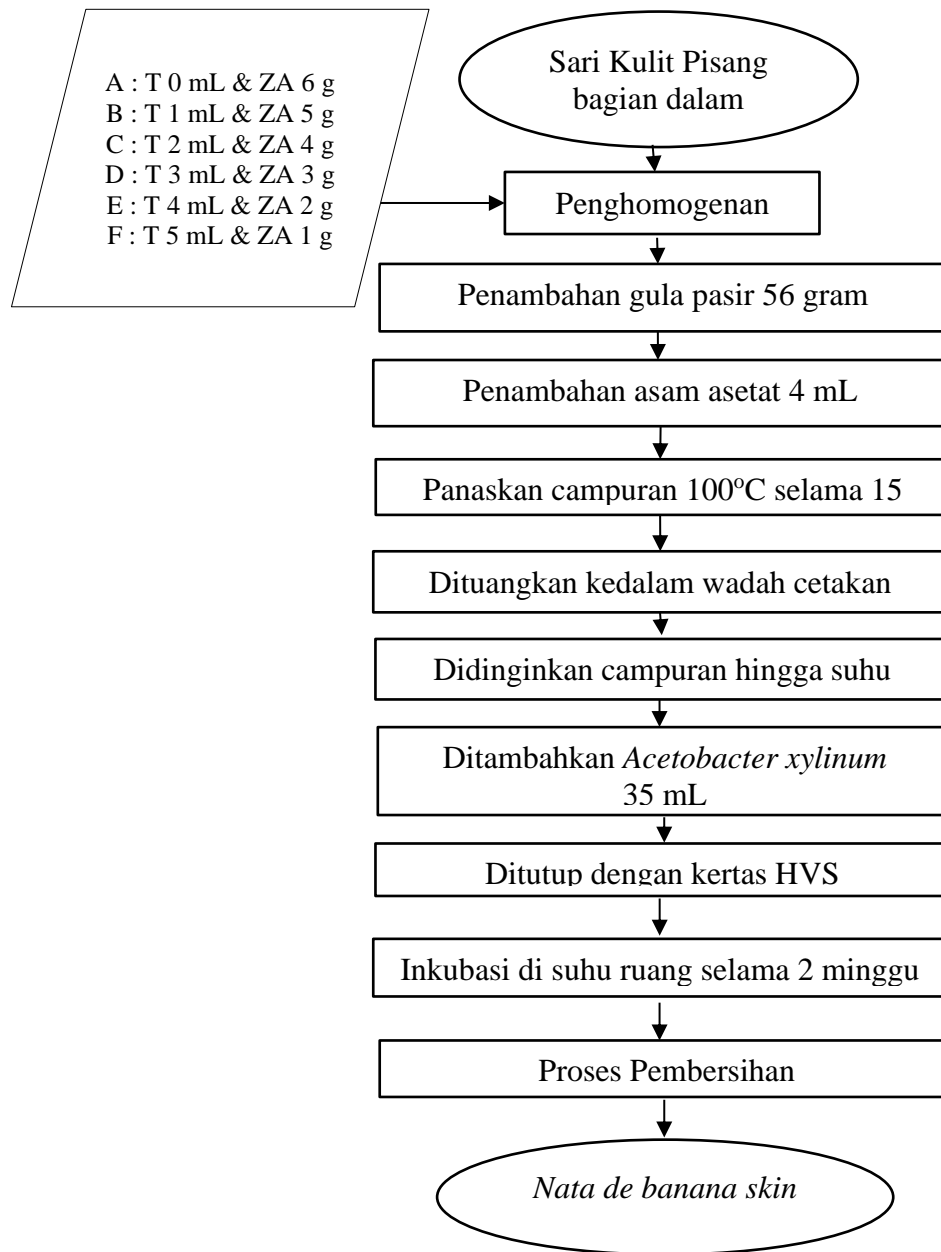 A : T 0 mL & ZA 6 g
B : T 1 mL & ZA 5 g
C : T 2 mL & ZA 4 g
D : T 3 mL & ZA 3 g
E : T 4 mL & ZA 2 g
F : T 5 mL & ZA 1 g
Sari Kulit Pisang
bagian dalam
Penghomogenan
Penambahan gula pasir 56 gram
Penambahan asam asetat 4 mL
Panaskan campuran 100°C selama 15
Dituangkan kedalam wadah cetakan
Didinginkan campuran hingga suhu
Ditambahkan Acetobacter xylinum
35 mL
Ditutup dengan kertas HVS
Inkubasi di suhu ruang selama 2 minggu
Proses Pembersihan
Nata de banana skin